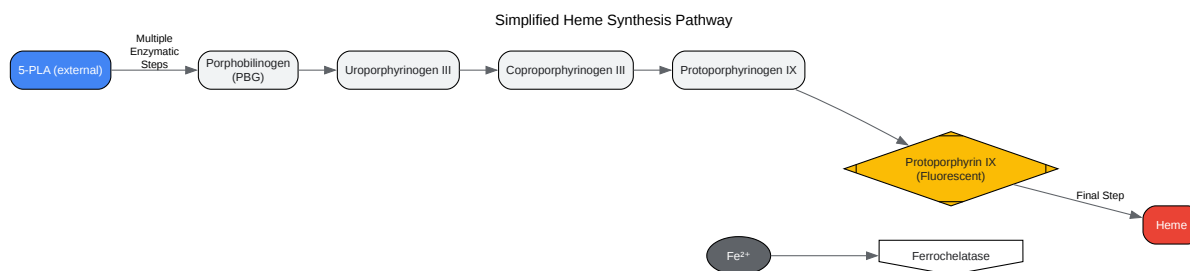 Simplified Heme Synthesis Pathway
5-PLA (external)
Multiple
Enzymatic
Steps
Porphobilinogen
(PBG)
Uroporphyrinogen III
Coproporphyrinogen III
Protoporphyrinogen IX
Protoporphyrin IX
(Fluorescent)
Final Step
Heme
Fe²⁺
Ferrochelatase